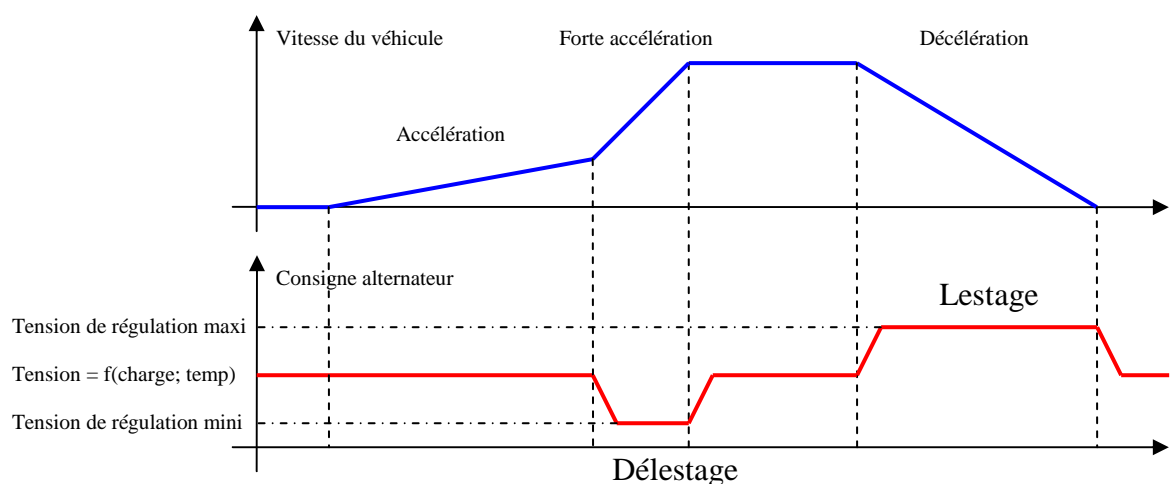 Vitesse du véhicule
Forte accélération
Décélération
Accélération
Consigne alternateur
Lestage
Tension de régulation maxi
Tension = f(charge; temp)
Tension de régulation mini
Délestage